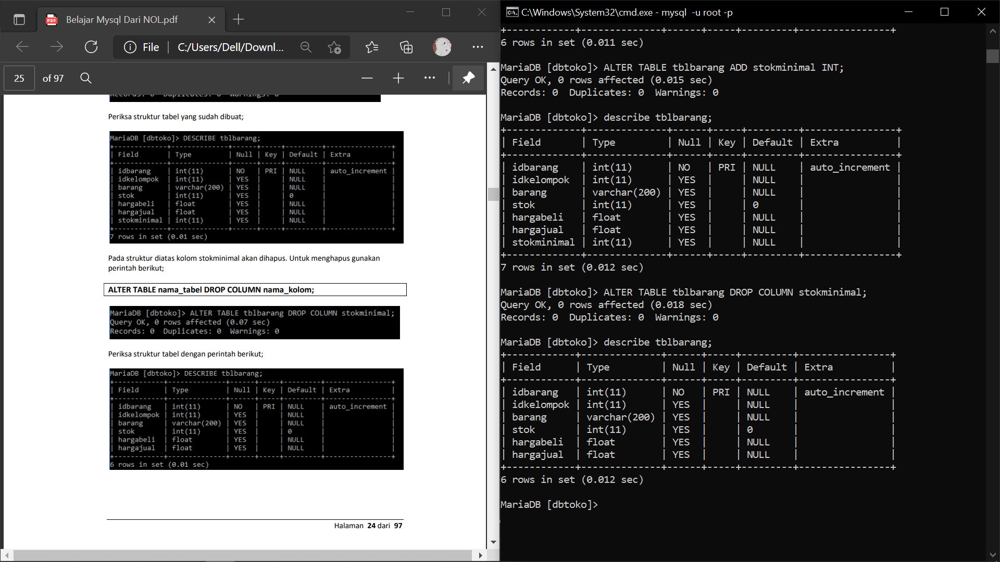 Belajar Mysql Dari NOL.pdf
File
C:/Users/Dell/Downl...
25 of 97
Periksa struktur tabel yang sudah dibuat;
MariaDB [dbtoko]> DESCRIBE tblbarang;
+------------+--------------+------+-----+---------+----------------+
| Field | Type | Null | Key | Default | Extra |
+------------+--------------+------+-----+---------+----------------+
| idbarang | int(11) | NO | PRI | NULL | auto_increment |
| idkelompok | int(11) | YES | | NULL | |
| barang | varchar(200) | YES | | NULL | |
| stok | int(11) | YES | | 0 | |
| hargabeli | float | YES | | NULL | |
| hargajual | float | YES | | NULL | |
| stokminimal | int(11) | YES | | NULL | |
+------------+--------------+------+-----+---------+----------------+
7 rows in set (0.01 sec)
Pada struktur diatas kolom stokminimal akan dihapus. Untuk menghapus gunakan
perintah berikut;
ALTER TABLE nama_tabel DROP COLUMN nama_kolom;
MariaDB [dbtoko]> ALTER TABLE tblbarang DROP COLUMN stokminimal;
Query OK, 0 rows affected (0.07 sec)
Records: 0 Duplicates: 0 Warnings: 0
Periksa struktur tabel dengan perintah berikut;
MariaDB [dbtoko]> DESCRIBE tblbarang;
+------------+--------------+------+-----+---------+----------------+
| Field | Type | Null | Key | Default | Extra |
+------------+--------------+------+-----+---------+----------------+
| idbarang | int(11) | NO | PRI | NULL | auto_increment |
| idkelompok | int(11) | YES | | NULL | |
| barang | varchar(200) | YES | | NULL | |
| stok | int(11) | YES | | 0 | |
| hargabeli | float | YES | | NULL | |
| hargajual | float | YES | | NULL | |
+------------+--------------+------+-----+---------+----------------+
6 rows in set (0.01 sec)
Halaman 24 dari 97
C:\Windows\System32\cmd.exe - mysql -u root -p
+------------+--------------+------+-----+---------+----------------+
6 rows in set (0.011 sec)
MariaDB [dbtoko]> ALTER TABLE tblbarang ADD stokminimal INT;
Query OK, 0 rows affected (0.015 sec)
Records: 0 Duplicates: 0 Warnings: 0
MariaDB [dbtoko]> describe tblbarang;
+-------------+--------------+------+-----+---------+----------------+
| Field | Type | Null | Key | Default | Extra |
+-------------+--------------+------+-----+---------+----------------+
| idbarang | int(11) | NO | PRI | NULL | auto_increment |
| idkelompok | int(11) | YES | | NULL | |
| barang | varchar(200) | YES | | NULL | |
| stok | int(11) | YES | | 0 | |
| hargabeli | float | YES | | NULL | |
| hargajual | float | YES | | NULL | |
| stokminimal | int(11) | YES | | NULL | |
+-------------+--------------+------+-----+---------+----------------+
7 rows in set (0.012 sec)
MariaDB [dbtoko]> ALTER TABLE tblbarang DROP COLUMN stokminimal;
Query OK, 0 rows affected (0.018 sec)
Records: 0 Duplicates: 0 Warnings: 0
MariaDB [dbtoko]> describe tblbarang;
+------------+--------------+------+-----+---------+----------------+
| Field | Type | Null | Key | Default | Extra |
+------------+--------------+------+-----+---------+----------------+
| idbarang | int(11) | NO | PRI | NULL | auto_increment |
| idkelompok | int(11) | YES | | NULL | |
| barang | varchar(200) | YES | | NULL | |
| stok | int(11) | YES | | 0 | |
| hargabeli | float | YES | | NULL | |
| hargajual | float | YES | | NULL | |
+------------+--------------+------+-----+---------+----------------+
6 rows in set (0.012 sec)
MariaDB [dbtoko]>